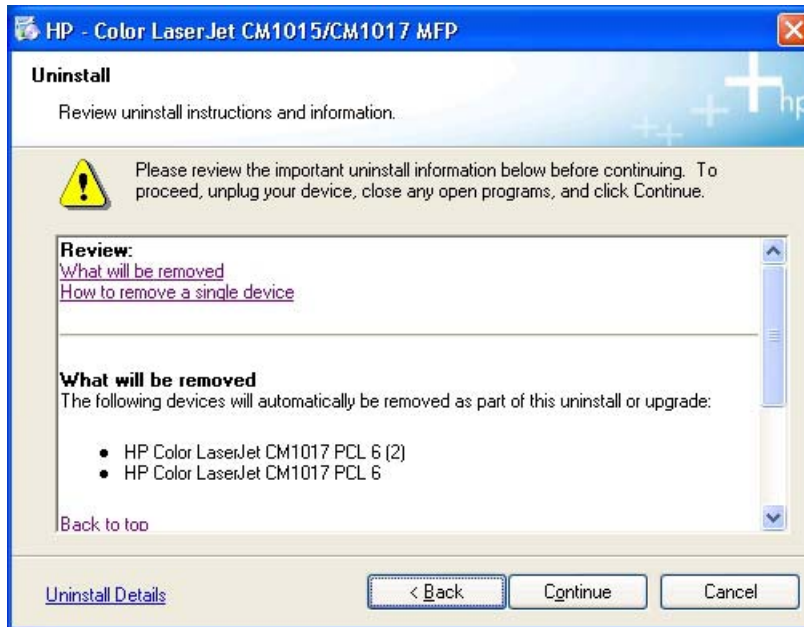 HP - Color LaserJet CM1015/CM1017 MFP
Uninstall
Review uninstall instructions and information.
hp
Please review the important uninstall information below before continuing. To
proceed, unplug your device, close any open programs, and click Continue.
Review:
What will be removed
How to remove a single device
What will be removed
The following devices will automatically be removed as part of this uninstall or upgrade:
● HP Color LaserJet CM1017 PCL 6 (2)
● HP Color LaserJet CM1017 PCL 6
Back to top
Uninstall Details
< Back
Continue
Cancel